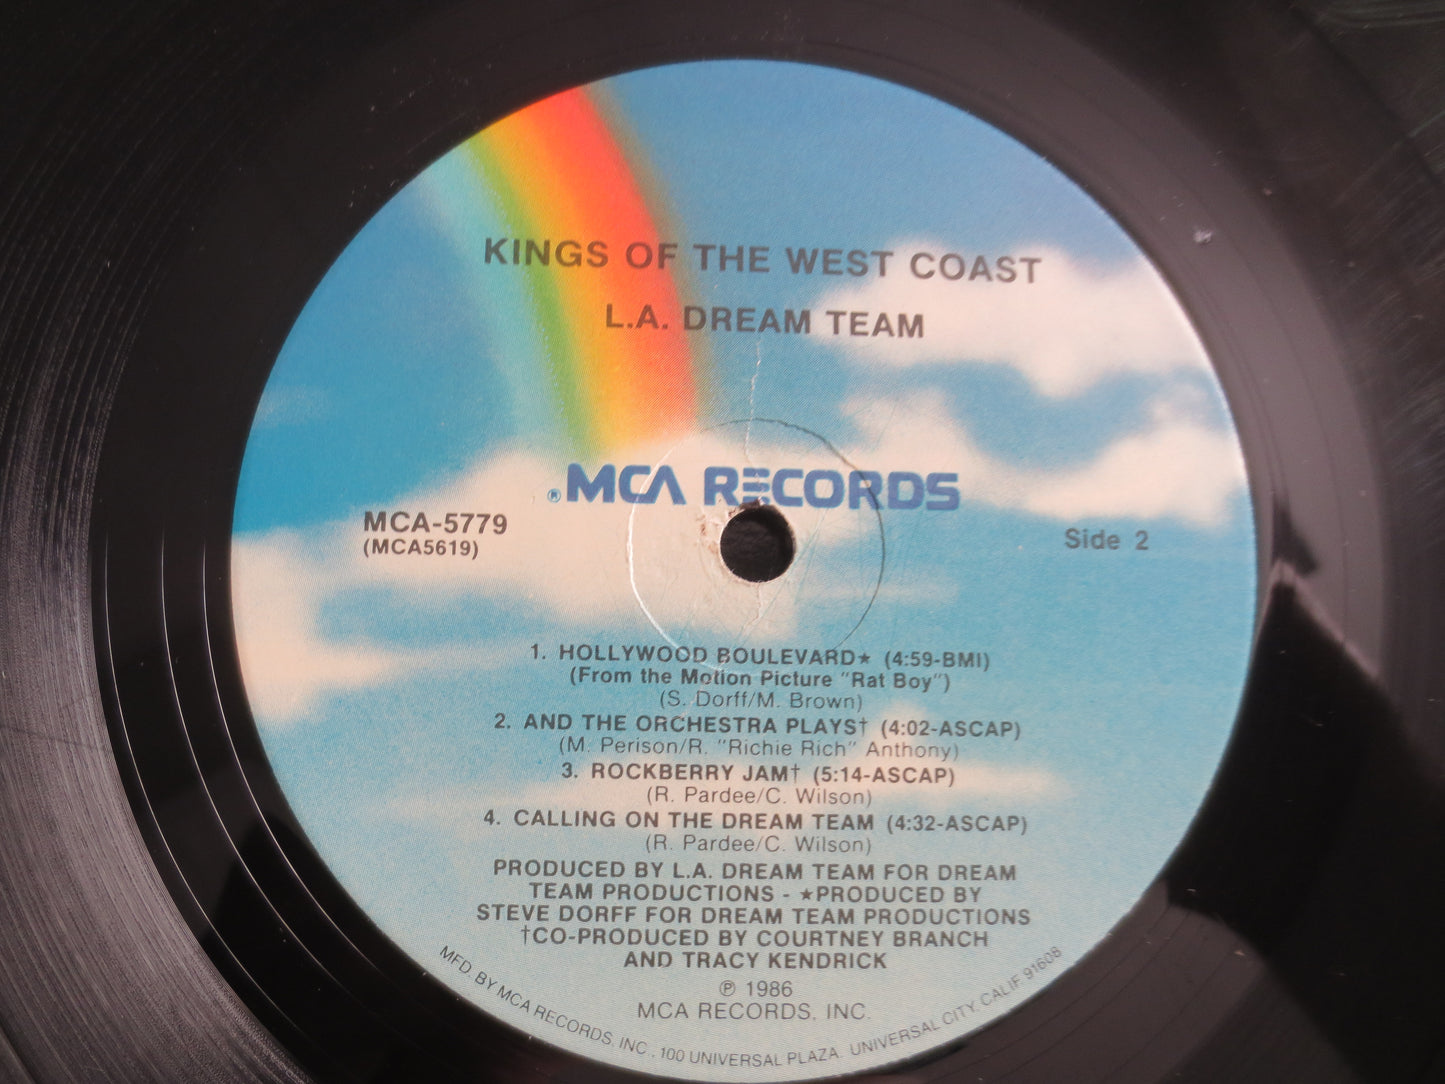 KINGS OF THE WEST COAST
L.A. DREAM TEAM
®MCA RECORDS
MCA-5779
(MCA5619)
Side 2
1. HOLLYWOOD BOULEVARD★ (4:59-BMI)
(From the Motion Picture "Rat Boy")
(S. Dorff/M. Brown)
2. AND THE ORCHESTRA PLAYS† (4:02-ASCAP)
(M. Perison/R. "Richie Rich" Anthony)
3. ROCKBERRY JAM† (5:14-ASCAP)
(R. Pardee/C. Wilson)
4. CALLING ON THE DREAM TEAM (4:32-ASCAP)
(R. Pardee/C. Wilson)
PRODUCED BY L.A. DREAM TEAM FOR DREAM
TEAM PRODUCTIONS - ★PRODUCED BY
STEVE DORFF FOR DREAM TEAM PRODUCTIONS
†CO-PRODUCED BY COURTNEY BRANCH
AND TRACY KENDRICK
℗ 1986
MCA RECORDS, INC.
MFD. BY MCA RECORDS, INC., 100 UNIVERSAL PLAZA, UNIVERSAL CITY, CALIF. 91608